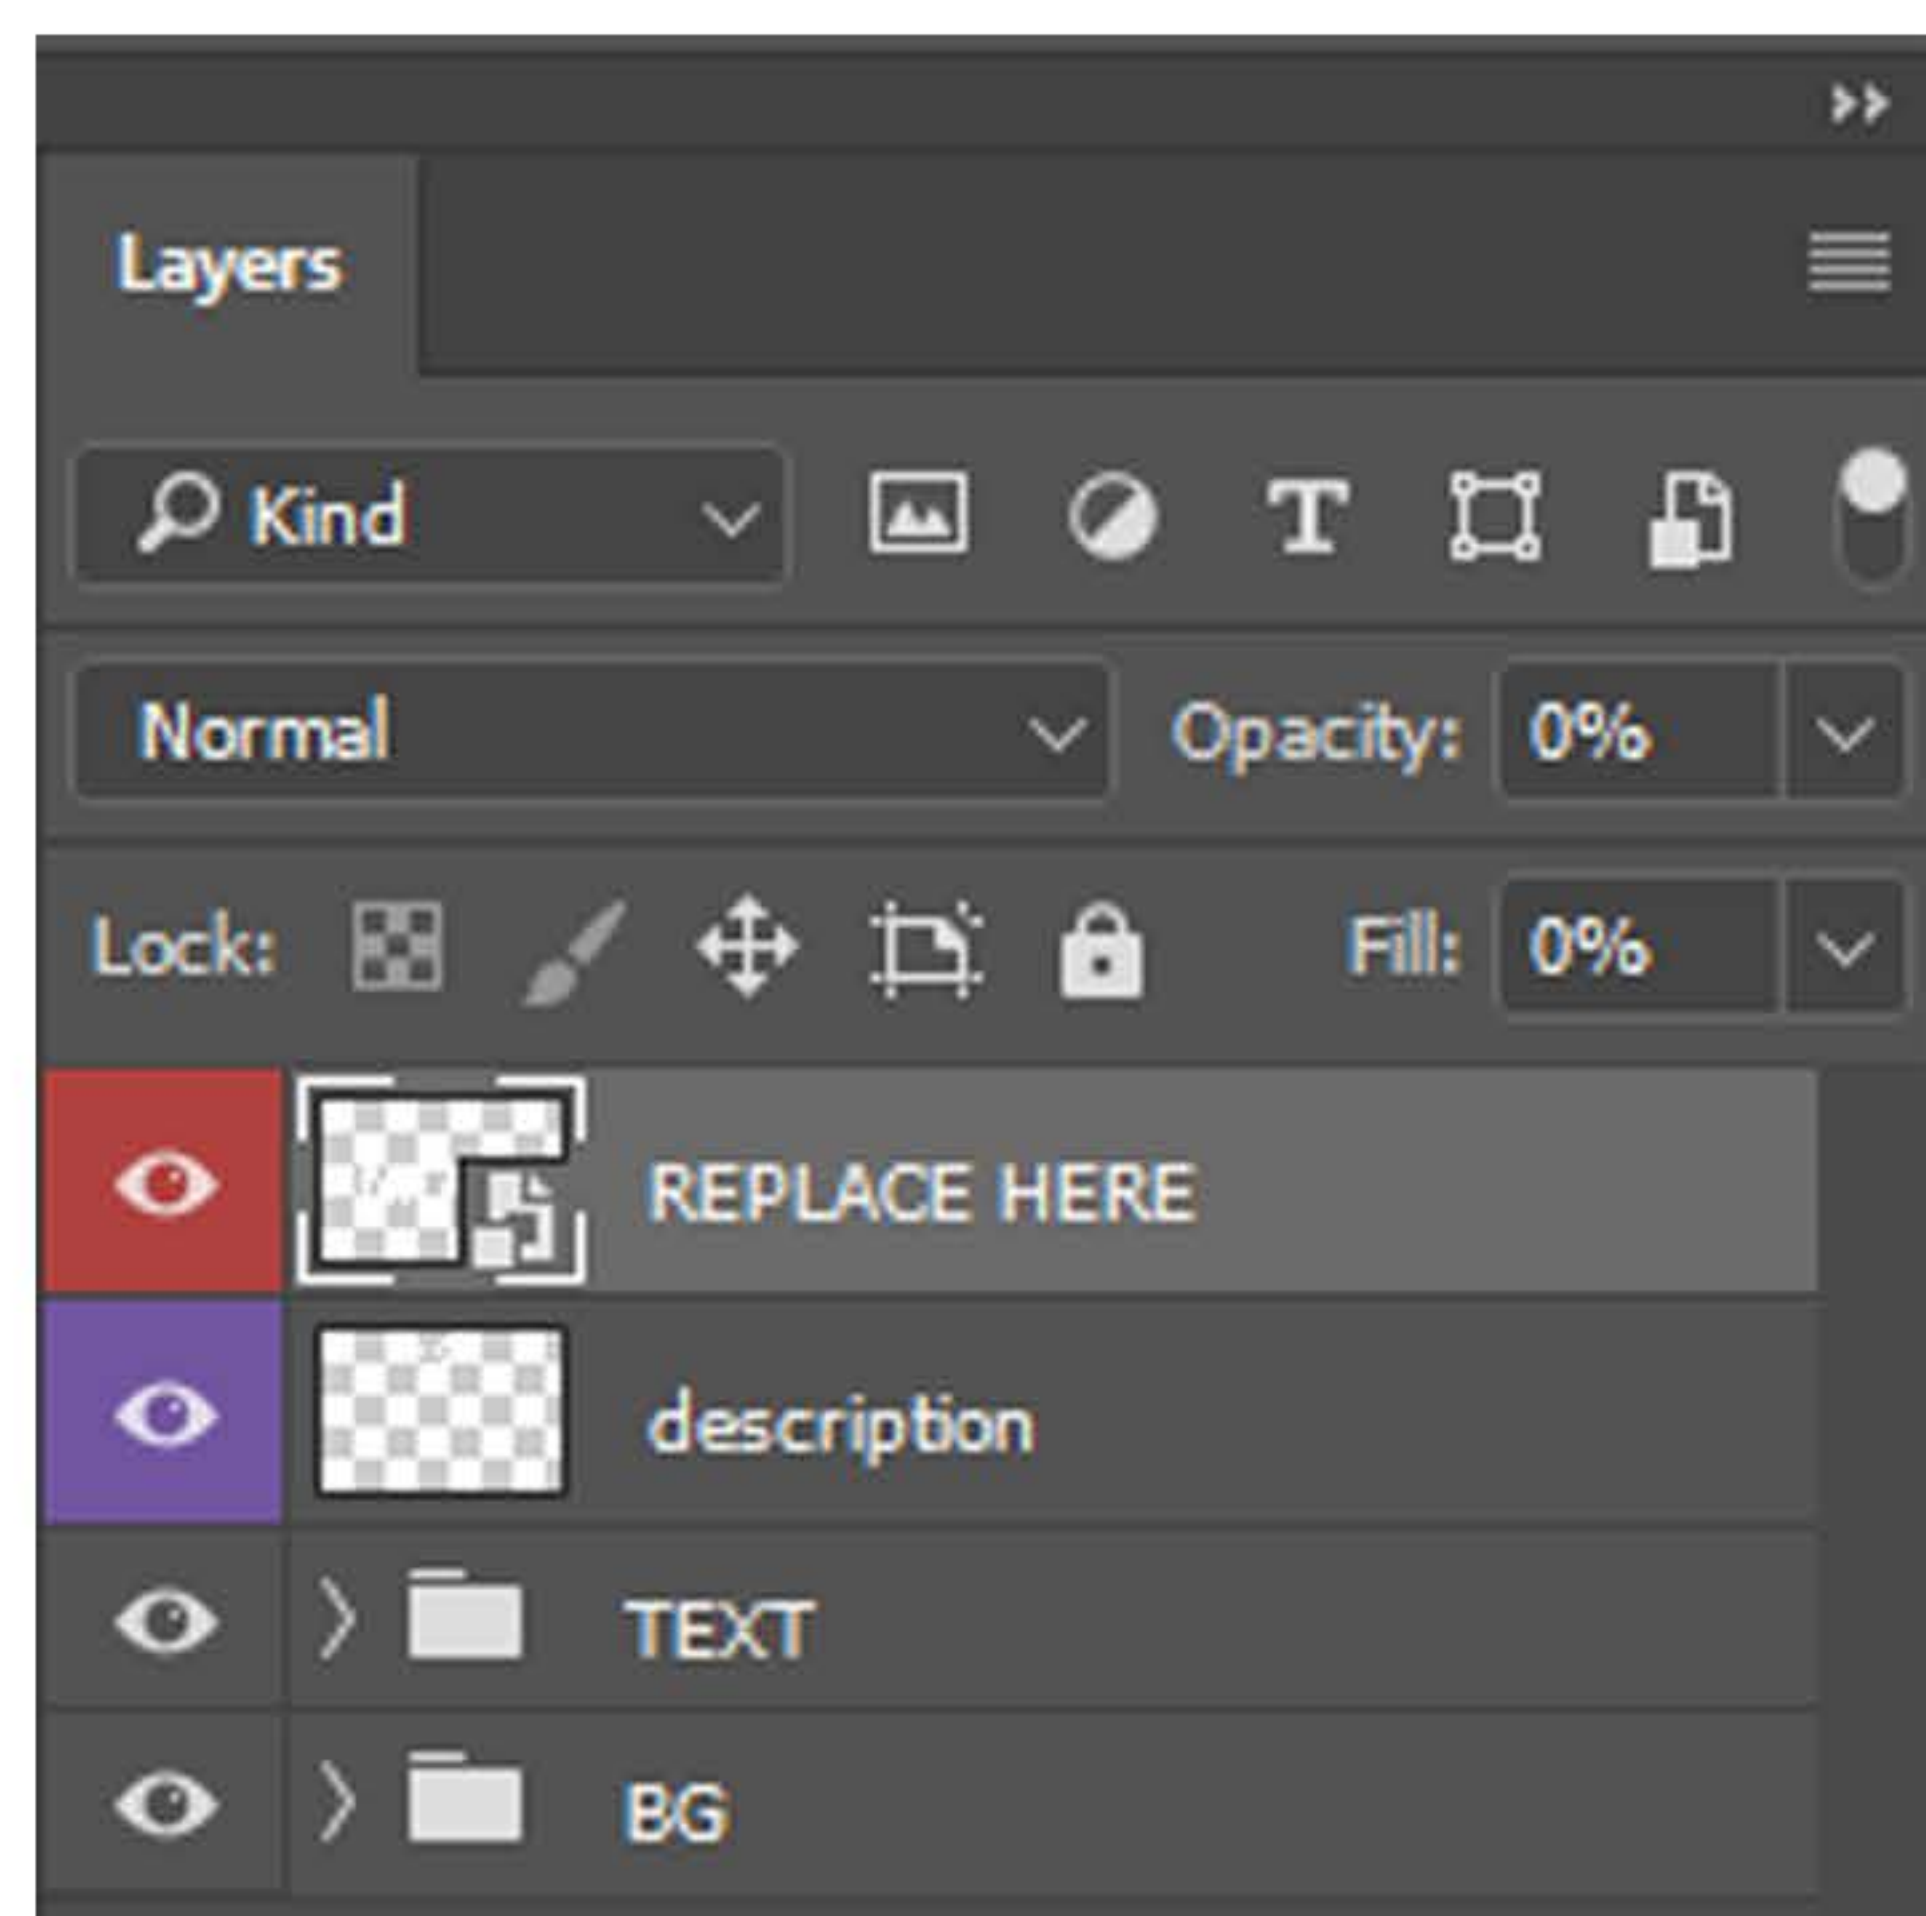 Layers
Kind
Normal Opacity: 0%
Lock: Fill: 0%
REPLACE HERE
description
TEXT
BG